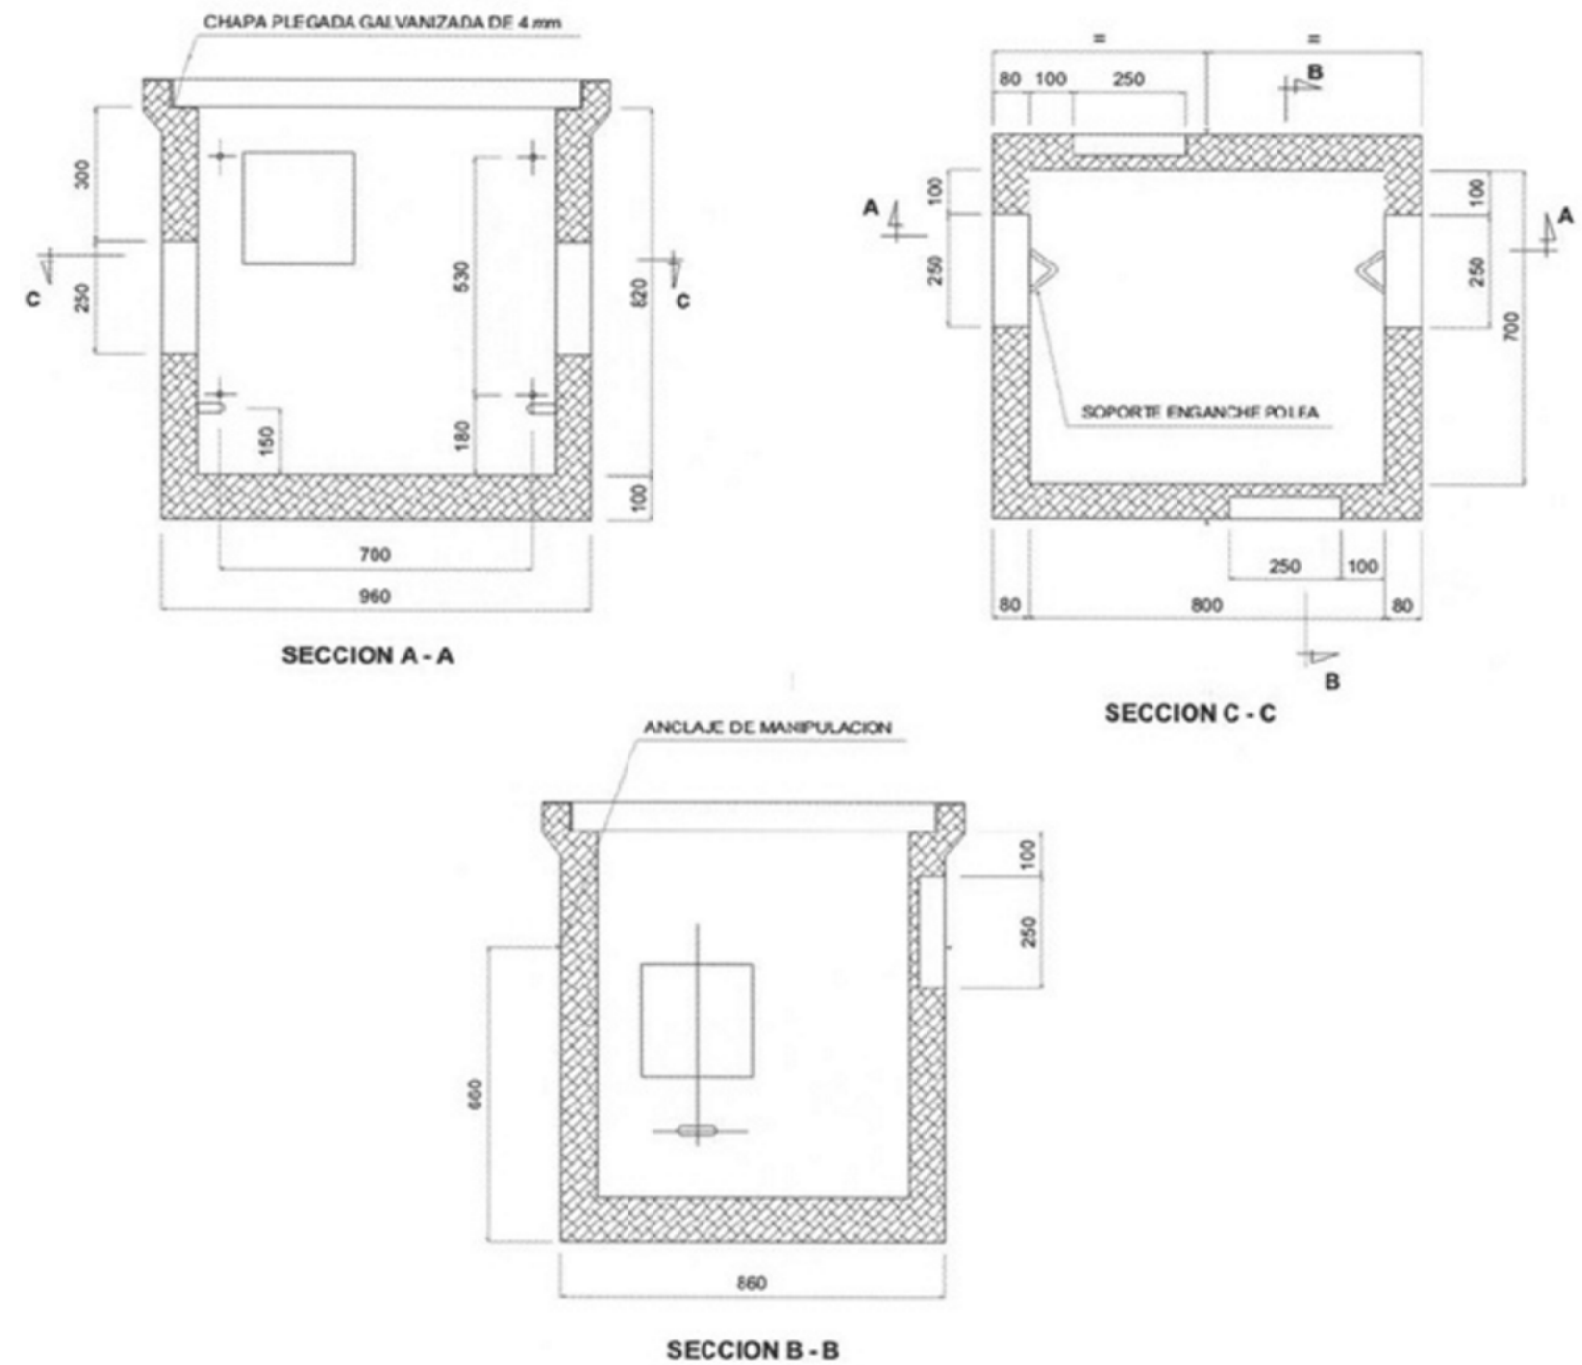 CHAPA PLEGADA GALVANIZADA DE 4 mm
300
250
C
530
820
C
150
180
100
700
960
SECCION A - A
= =
80 100 250
B
100
A
250
100
A
250
700
SOPORTE ENGANCHE POLEA
250 100
80 800 80
B
SECCION C - C
ANCLAJE DE MANIPULACION
100
250
660
860
SECCION B - B